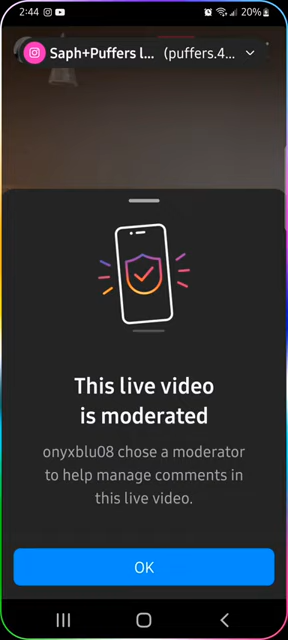 2:44 20%
Saph+Puffers l... (puffers.4...
This live video
is moderated
onyxblu08 chose a moderator
to help manage comments in
this live video.
OK